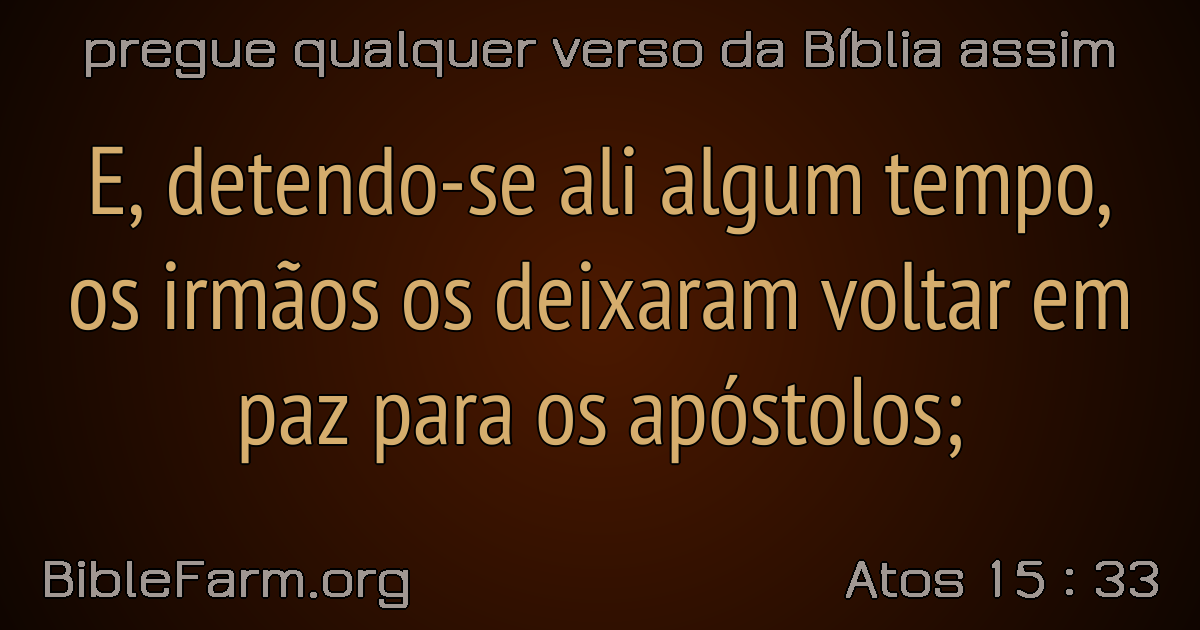 pregue qualquer verso da Bíblia assim
E, detendo-se ali algum tempo,
os irmãos os deixaram voltar em
paz para os apóstolos;
BibleFarm.org
Atos 15 : 33